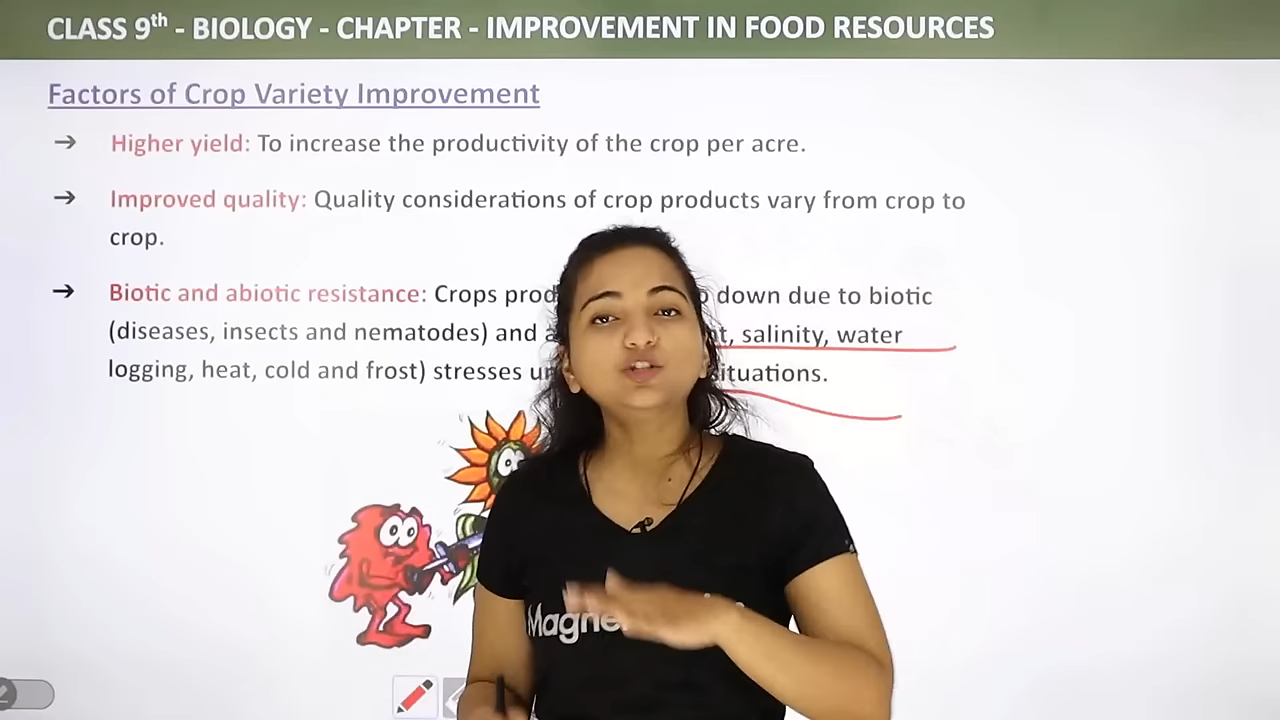 CLASS 9th - BIOLOGY - CHAPTER - IMPROVEMENT IN FOOD RESOURCES
Factors of Crop Variety Improvement
→ Higher yield: To increase the productivity of the crop per acre.
→ Improved quality: Quality considerations of crop products vary from crop to
crop.
→ Biotic and abiotic resistance: Crops down due to biotic
(diseases, insects and nematodes) and salinity, water
logging, heat, cold and frost) stresses situations.